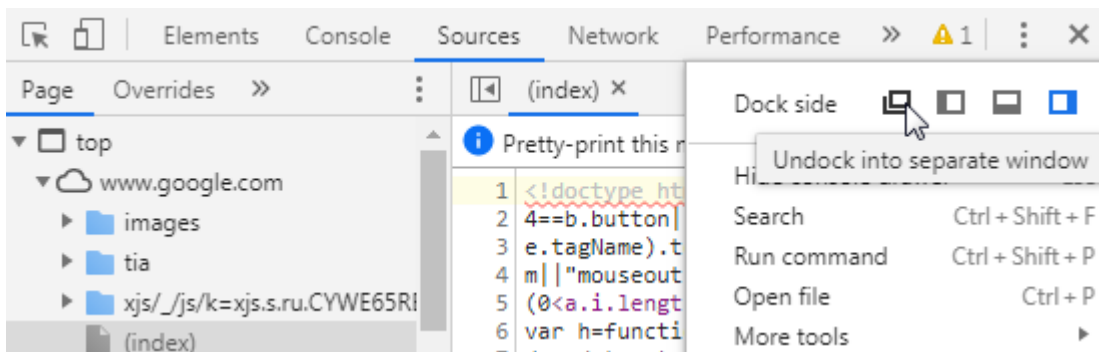 Elements Console Sources Network Performance » 1
Page Overrides »
(index) ×
Dock side
top
Pretty-print this
Undock into separate window
www.google.com
1 <!doctype ht
images
2 4==b.button|
Search Ctrl + Shift + F
tia
3 e.tagName).t
Run command Ctrl + Shift + P
4 m||"mouseout
xjs/_/js/k=xjs.s.ru.CYWE65R
5 (0<a.i.lengt
Open file Ctrl + P
(index)
6 var h=functi
More tools